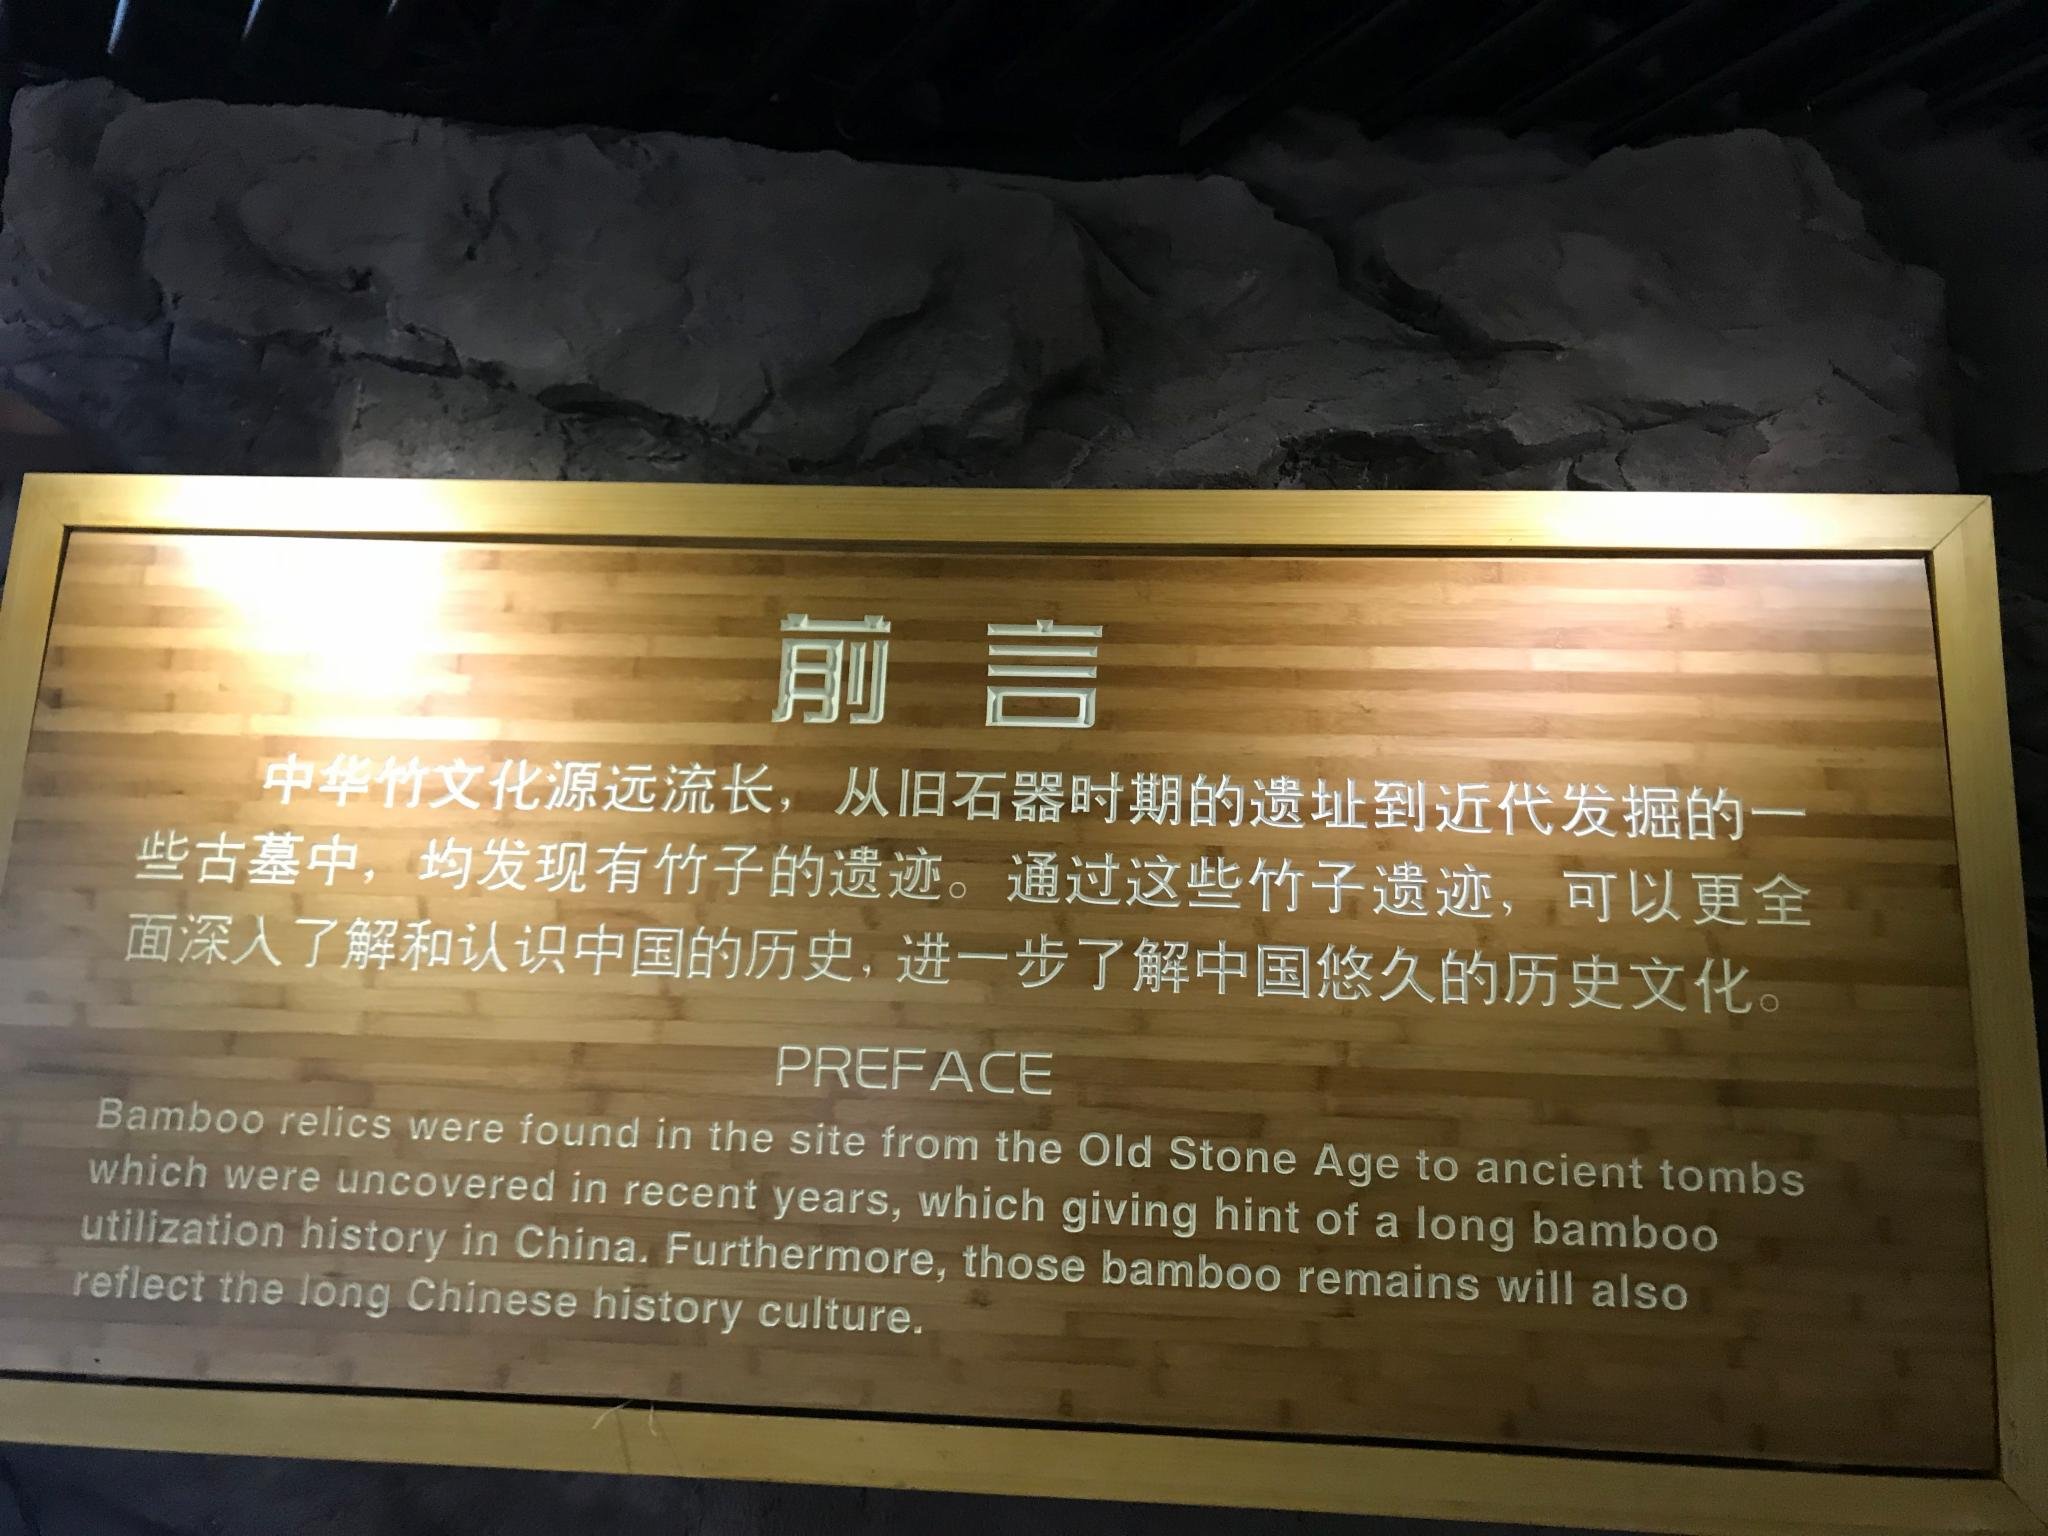 前言
中华竹文化源远流长，从旧石器时期的遗址到近代发掘的一
些古墓中，均发现有竹子的遗迹。通过这些竹子遗迹，可以更全
面深入了解和认识中国的历史，进一步了解中国悠久的历史文化。
PREFACE
Bamboo relics were found in the site from the Old Stone Age to ancient tombs
which were uncovered in recent years, which giving hint of a long bamboo
utilization history in China. Furthermore, those bamboo remains will also
reflect the long Chinese history culture.